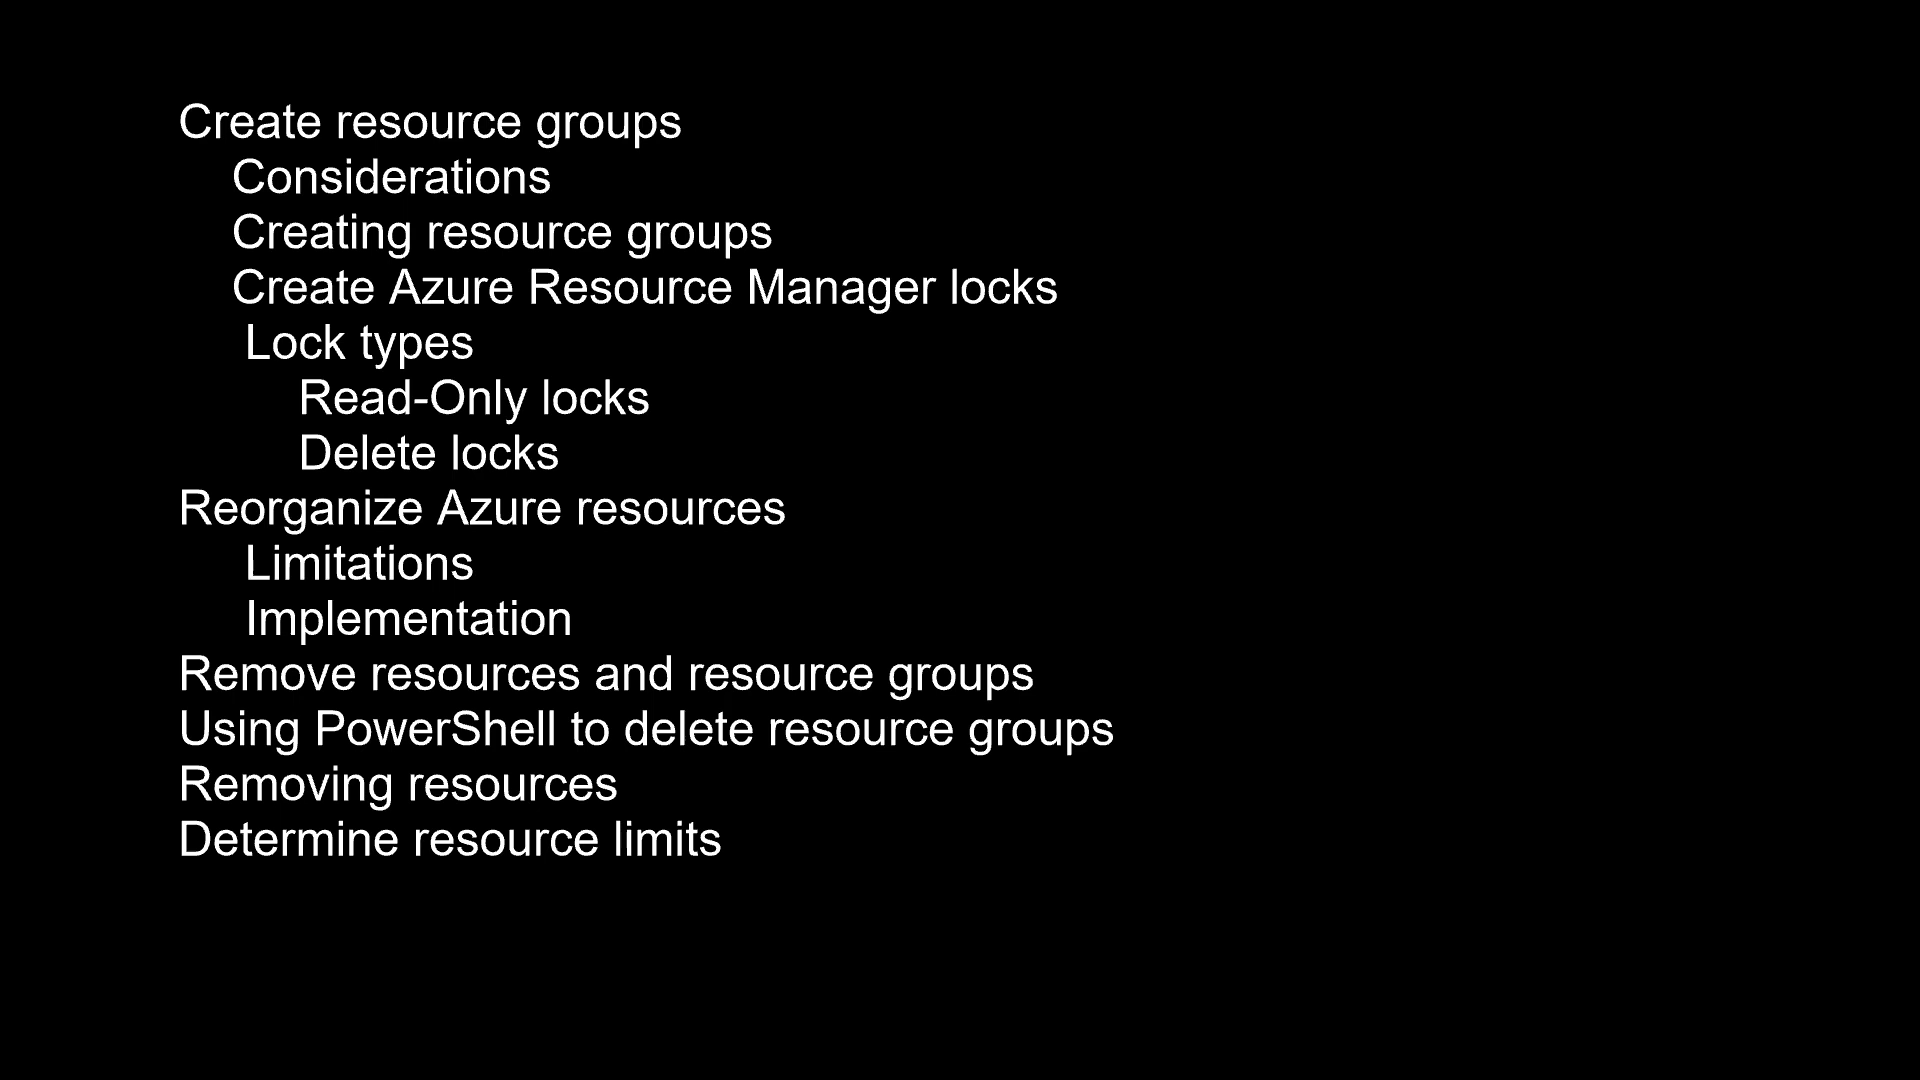 Create resource groups
Considerations
Creating resource groups
Create Azure Resource Manager locks
Lock types
Read-Only locks
Delete locks
Reorganize Azure resources
Limitations
Implementation
Remove resources and resource groups
Using PowerShell to delete resource groups
Removing resources
Determine resource limits